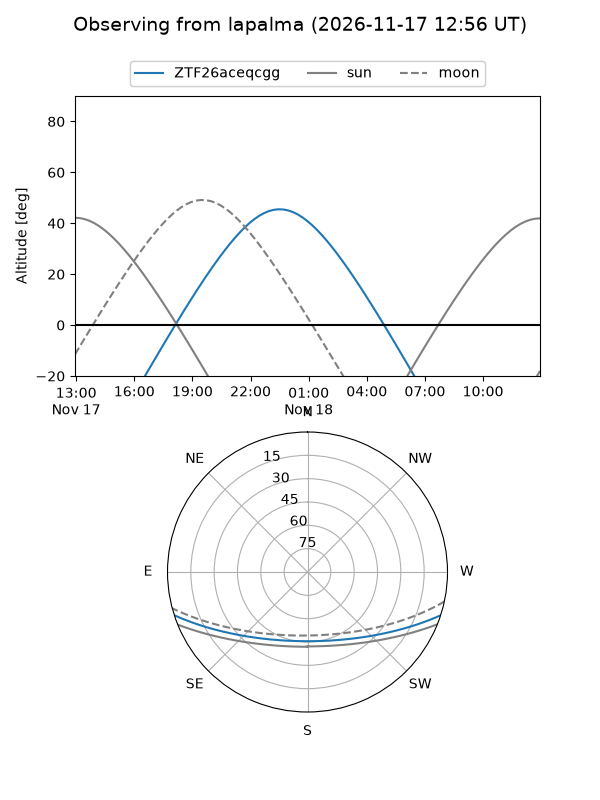 Observing from lapalma (2026-11-17 12:56 UT)
ZTF26aceqcgg sun moon
80
60
40
20
0
−20
Altitude [deg]
13:00 16:00 19:00 22:00 01:00 04:00 07:00 10:00
Nov 17 Nov 18
N
NE NW
15
30
45
60
75
E W
SE SW
S